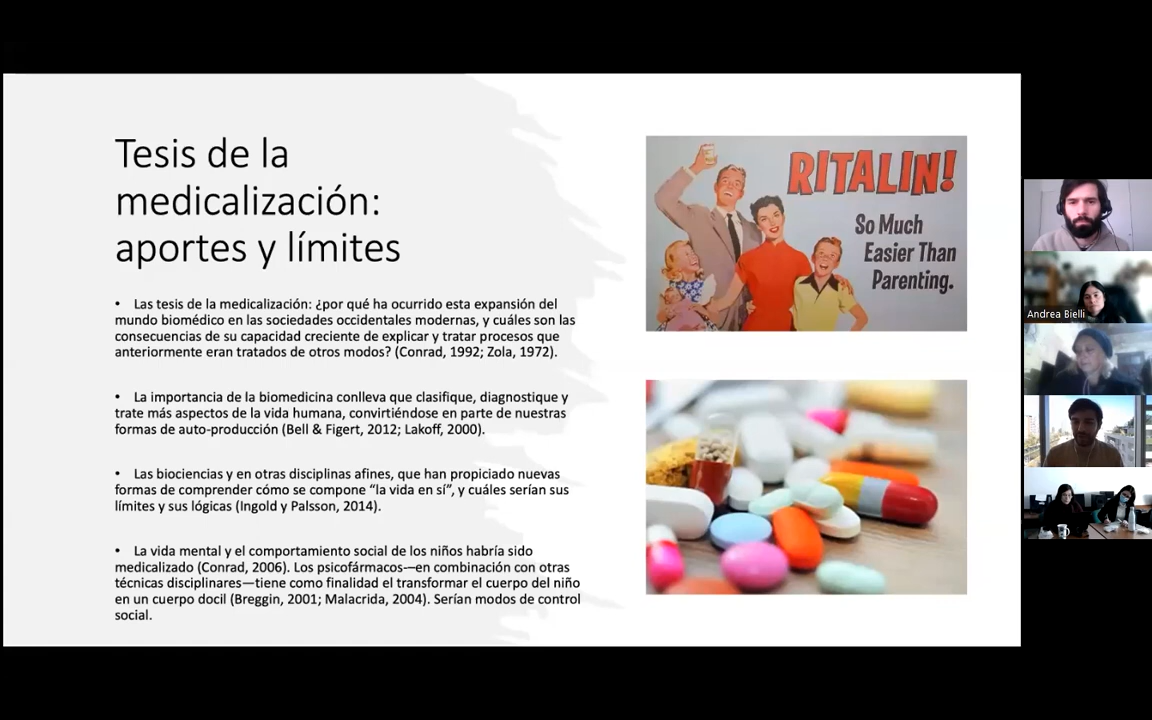 Tesis de la
medicalización:
aportes y límites
• Las tesis de la medicalización: ¿por qué ha ocurrido esta expansión del
mundo biomédico en las sociedades occidentales modernas, y cuáles son las
consecuencias de su capacidad creciente de explicar y tratar procesos que
anteriormente eran tratados de otros modos? (Conrad, 1992; Zola, 1972).
• La importancia de la biomedicina conlleva que clasifique, diagnostique y
trate más aspectos de la vida humana, convirtiéndose en parte de nuestras
formas de auto-producción (Bell & Figert, 2012; Lakoff, 2000).
• Las biociencias y en otras disciplinas afines, que han propiciado nuevas
formas de comprender cómo se compone “la vida en sí”, y cuáles serían sus
límites y sus lógicas (Ingold y Palsson, 2014).
• La vida mental y el comportamiento social de los niños habría sido
medicalizado (Conrad, 2006). Los psicofármacos-–en combinación con otras
técnicas disciplinares—tiene como finalidad el transformar el cuerpo del niño
en un cuerpo docil (Breggin, 2001; Malacrida, 2004). Serían modos de control
social.
RITALIN!
So Much
Easier Than
Parenting.
Andrea Bielli